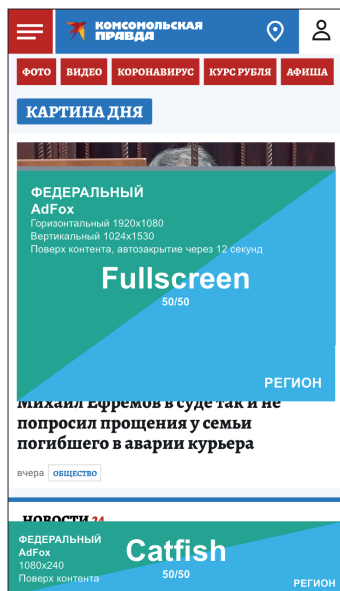 КОМСОМОЛЬСКАЯ
ПРАВДА
ФОТО ВИДЕО КОРОНАВИРУС КУРС РУБЛЯ АФИША
КАРТИНА ДНЯ
ФЕДЕРАЛЬНЫЙ
AdFox
Горизонтальный 1920x1080
Вертикальный 1024x1530
Поверх контента, автозакрытие через 12 секунд
Fullscreen
50/50
РЕГИОН
Михаил Ефремов в суде так и не
попросил прощения у семьи
погибшего в аварии курьера
вчера ОБЩЕСТВО
НОВОСТИ 24
ФЕДЕРАЛЬНЫЙ
AdFox
1080x240
Поверх контента
Catfish
50/50
РЕГИОН